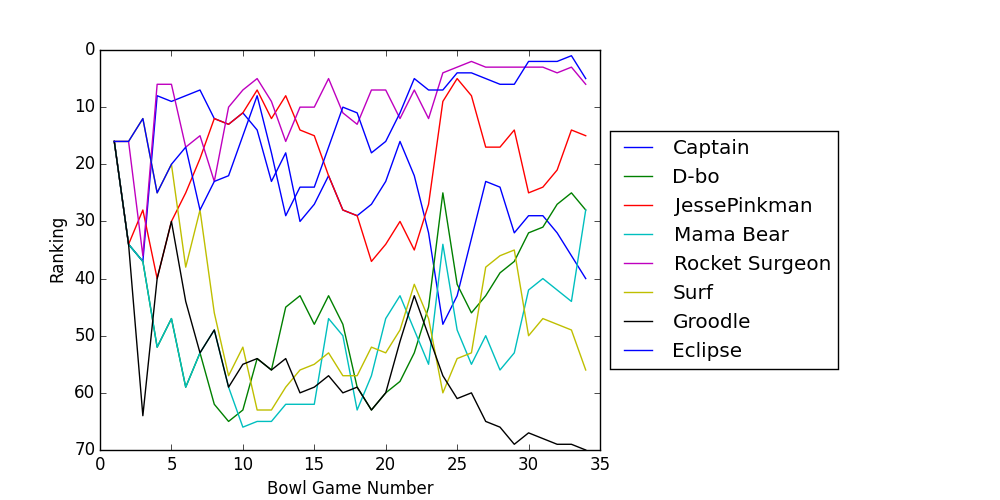 0
10
20
30
40
50
60
70
Ranking
0 5 10 15 20 25 30 35
Bowl Game Number
Captain
D-bo
JessePinkman
Mama Bear
Rocket Surgeon
Surf
Groodle
Eclipse